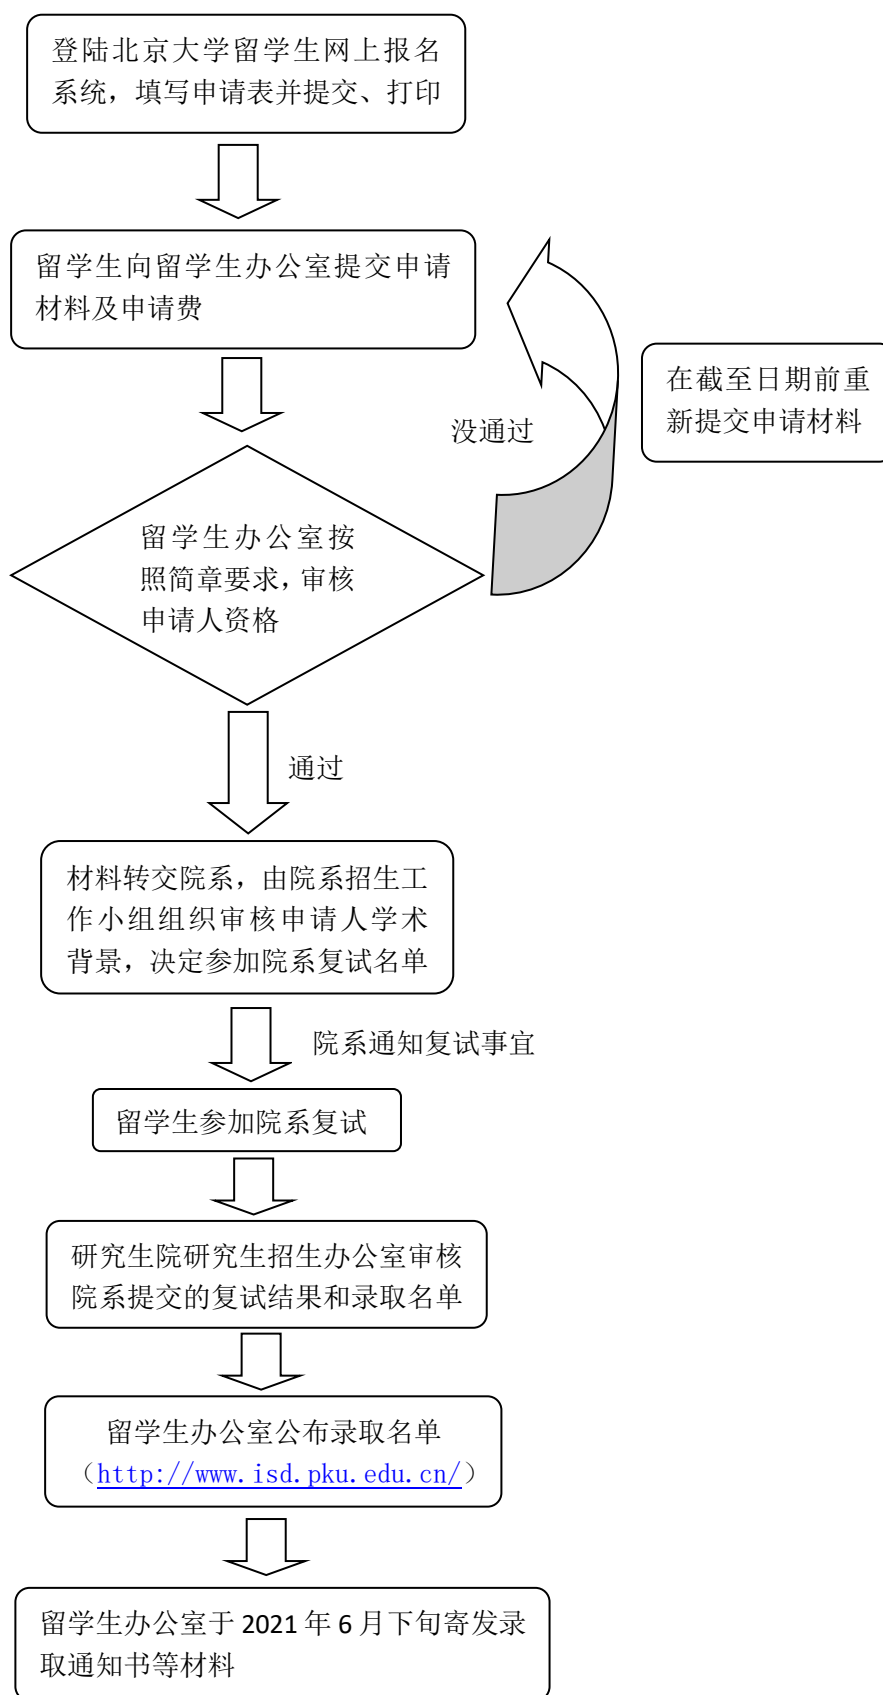 登陆北京大学留学生网上报名
系统，填写申请表并提交、打印
留学生向留学生办公室提交申请
材料及申请费
在截至日期前重
新提交申请材料
没通过
留学生办公室按
照简章要求，审核
申请人资格
通过
材料转交院系，由院系招生工
作小组组织审核申请人学术
背景，决定参加院系复试名单
院系通知复试事宜
留学生参加院系复试
研究生院研究生招生办公室审核
院系提交的复试结果和录取名单
留学生办公室公布录取名单
（http://www.isd.pku.edu.cn/）
留学生办公室于 2021 年 6 月下旬寄发录
取通知书等材料